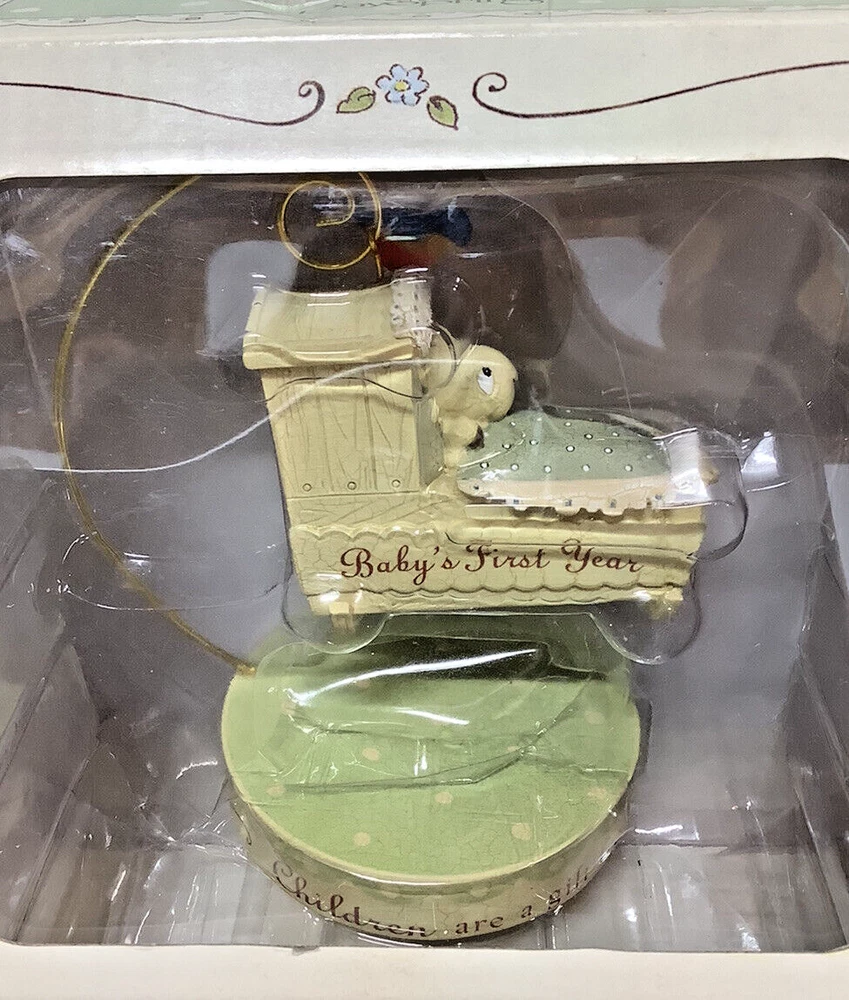 Baby's First Year
Children are a gift